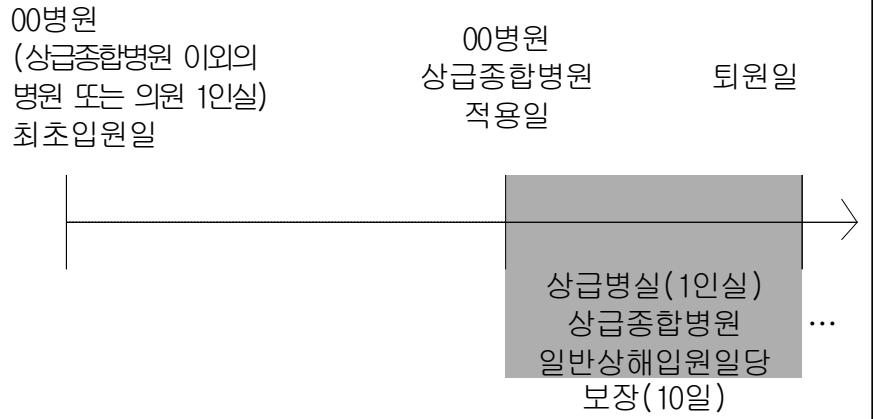 00병원
(상급종합병원 이외의
병원 또는 의원 1인실)
최초입원일
00병원
상급종합병원
적용일
퇴원일
상급병실(1인실)
상급종합병원
일반상해입원일당
보장(10일)
…